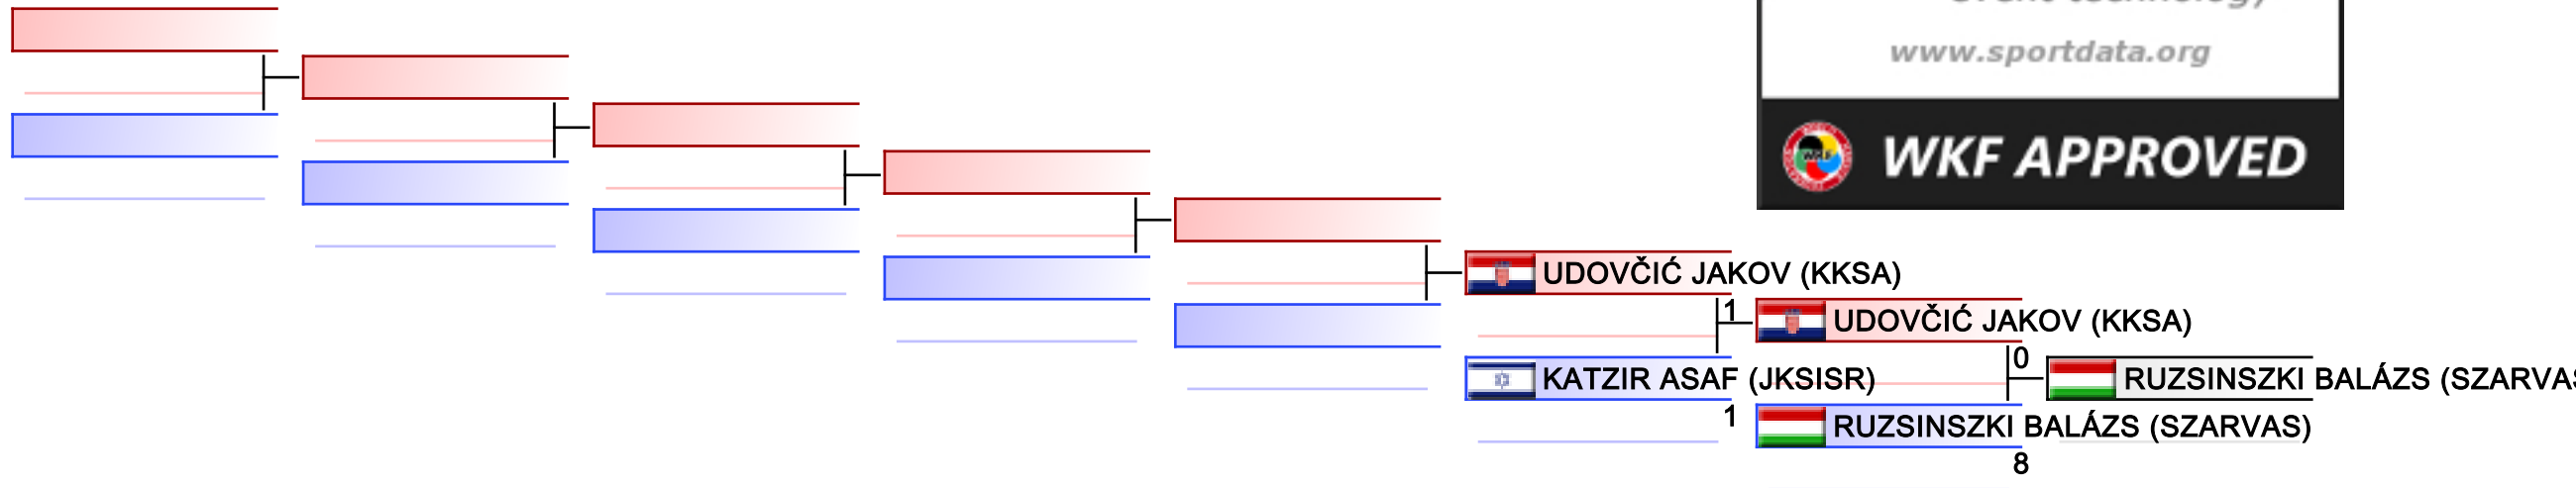 www.sportdata.org
WKF APPROVED
UDOVČIĆ JAKOV (KKSA)
1
UDOVČIĆ JAKOV (KKSA)
0
KATZIR ASAF (JKSISR)
RUZSINSZKI BALÁZS (SZARVAS
1
RUZSINSZKI BALÁZS (SZARVAS)
8